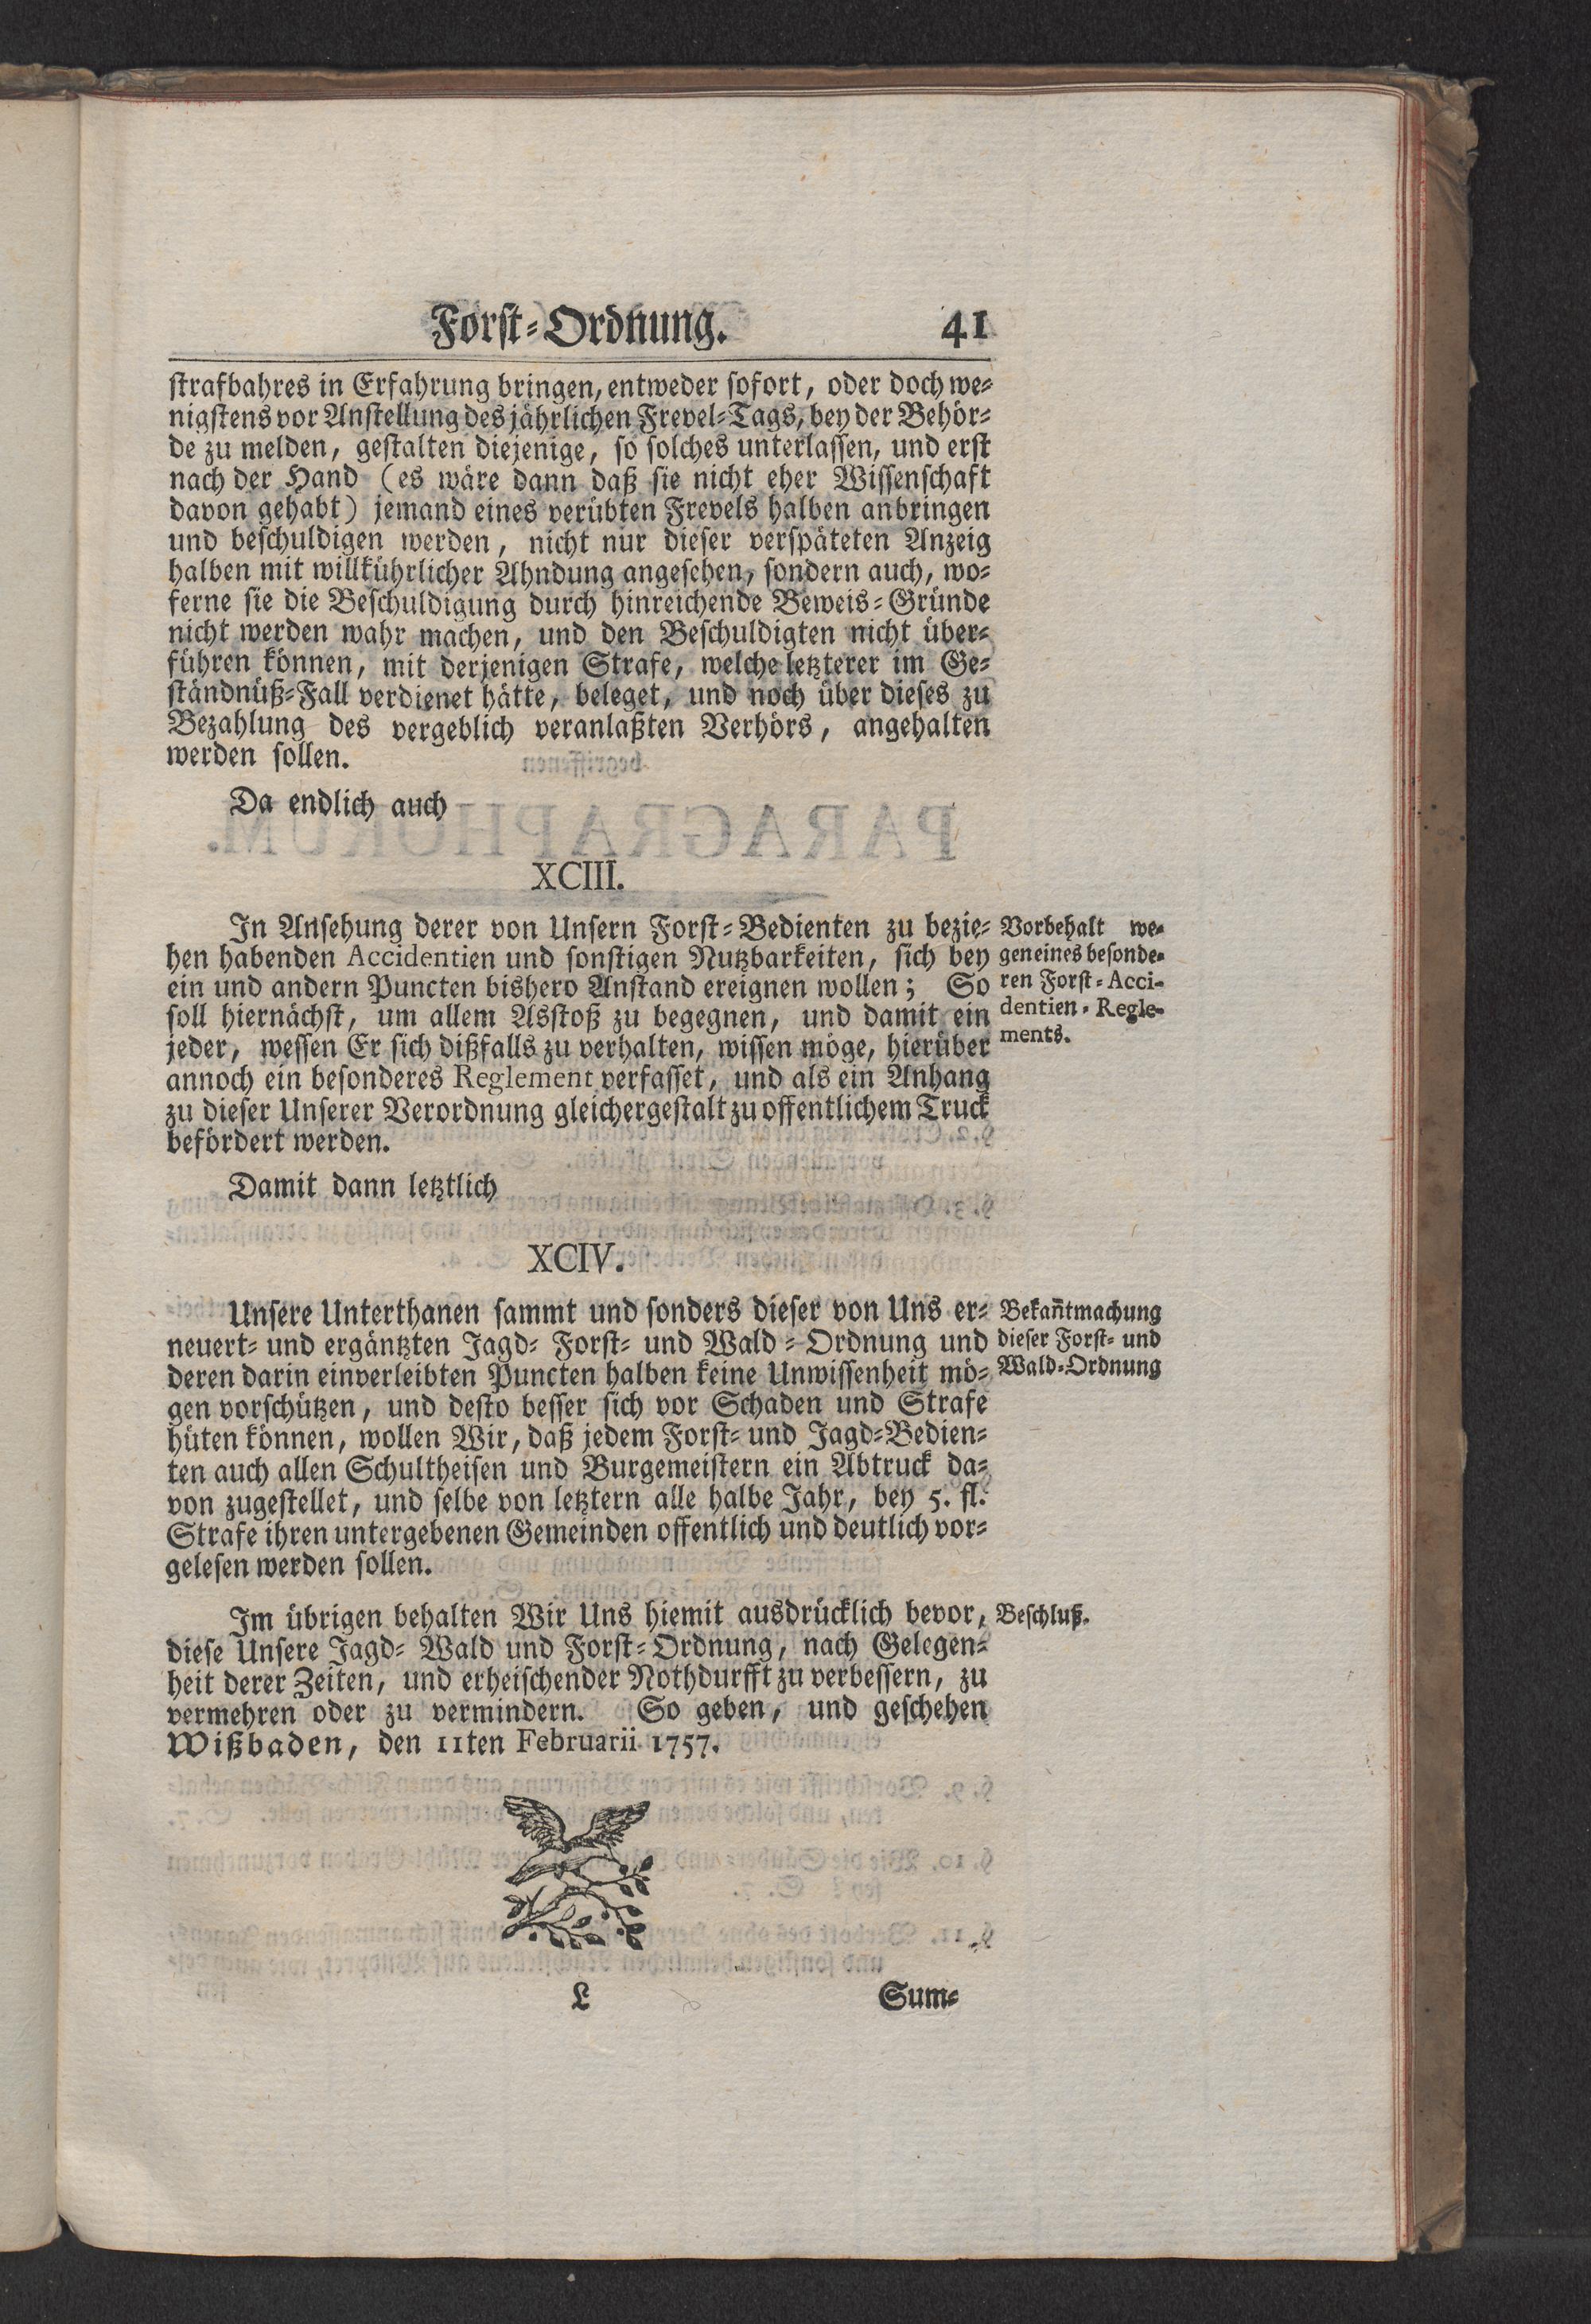 Forst-Ordnung. 41
strafbahres in Erfahrung bringen, entweder sofort, oder doch we-
nigstens vor Anstellung des jährlichen Frevel-Tags, bey der Behör-
de zu melden, gestalten diejenige, so solches unterlassen, und erst
nach der Hand (es wäre dann daß sie nicht eher Wissenschaft
davon gehabt) jemand eines verübten Frevels halben anbringen
und beschuldigen werden, nicht nur dieser verspäteten Anzeig
halben mit willkührlicher Ahndung angesehen, sondern auch, wo-
ferne sie die Beschuldigung durch hinreichende Beweis-Gründe
nicht werden wahr machen, und den Beschuldigten nicht über-
führen können, mit derjenigen Strafe, welche letzterer im Ge-
ständnüß-Fall verdienet hätte, beleget, und noch über dieses zu
Bezahlung des vergeblich veranlaßten Verhörs, angehalten
werden sollen.
Da endlich auch
XCIII.
In Ansehung derer von Unsern Forst-Bedienten zu bezie-
hen habenden Accidentien und sonstigen Nutzbarkeiten, sich bey
ein und andern Puncten bishero Anstand ereignen wollen; So
soll hiernächst, um allem Asstoß zu begegnen, und damit ein
jeder, wessen Er sich dißfalls zu verhalten, wissen möge, hierüber
annoch ein besonderes Reglement verfasset, und als ein Anhang
zu dieser Unserer Verordnung gleichergestalt zu offentlichem Truck
befördert werden.
Vorbehalt we-
gen eines besonde-
ren Forst-Acci-
dentien-Regle-
ments.
Damit dann letztlich
XCIV.
Unsere Unterthanen sammt und sonders dieser von Uns er-
neuert- und ergäntzten Jagd- Forst- und Wald-Ordnung und
deren darin einverleibten Puncten halben keine Unwissenheit mö-
gen vorschützen, und desto besser sich vor Schaden und Strafe
hüten können, wollen Wir, daß jedem Forst- und Jagd-Bedien-
ten auch allen Schultheisen und Burgemeistern ein Abtruck da-
von zugestellet, und selbe von letztern alle halbe Jahr, bey 5. fl.
Strafe ihren untergebenen Gemeinden offentlich und deutlich vor-
gelesen werden sollen.
Bekañtmachung
dieser Forst- und
Wald-Ordnung
Im übrigen behalten Wir Uns hiemit ausdrücklich bevor,
diese Unsere Jagd- Wald und Forst-Ordnung, nach Gelegen-
heit derer Zeiten, und erheischender Nothdurfft zu verbessern, zu
vermehren oder zu vermindern. So geben, und geschehen
Wißbaden, den 11ten Februarii 1757.
Beschluß.
L Sum-